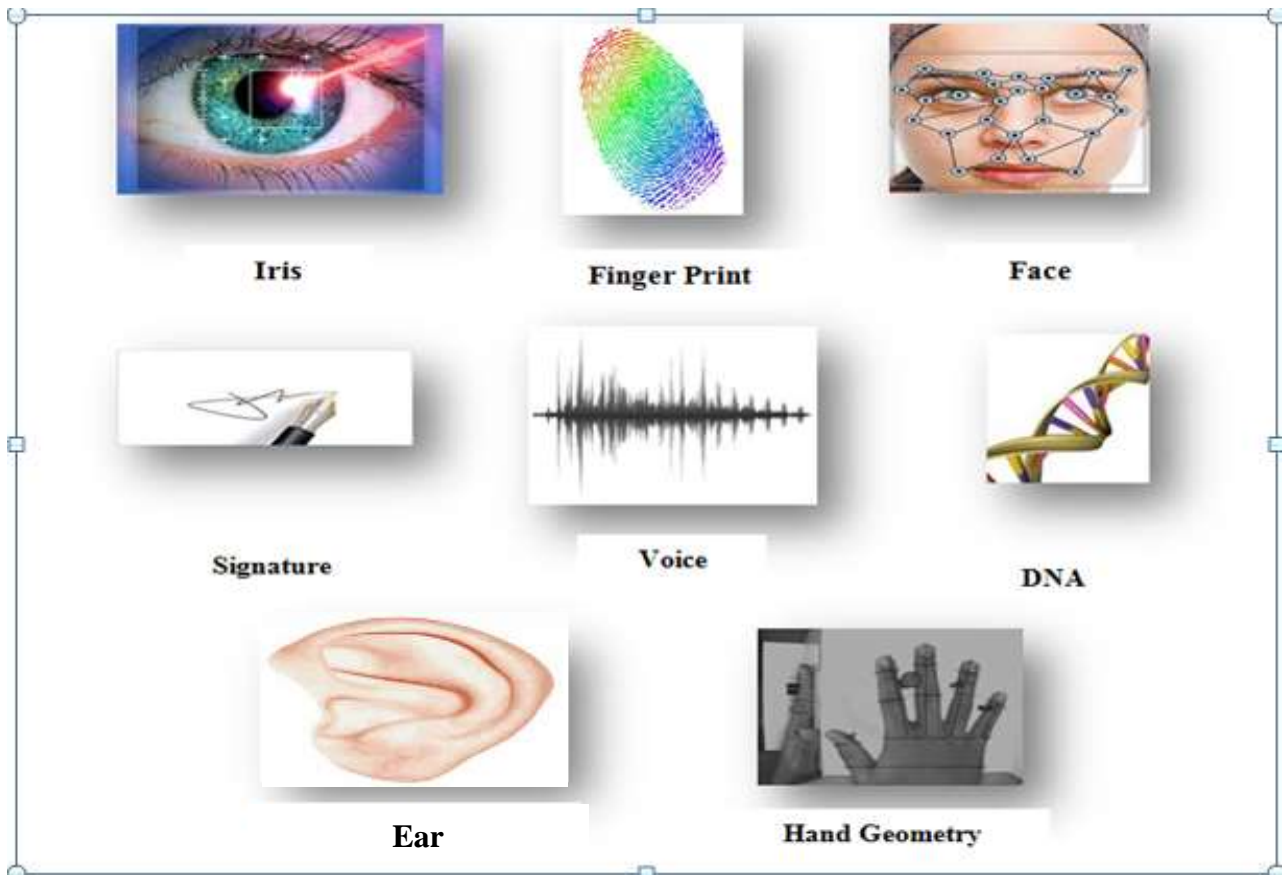 Iris
Finger Print
Face
Signature
Voice
DNA
Ear
Hand Geometry